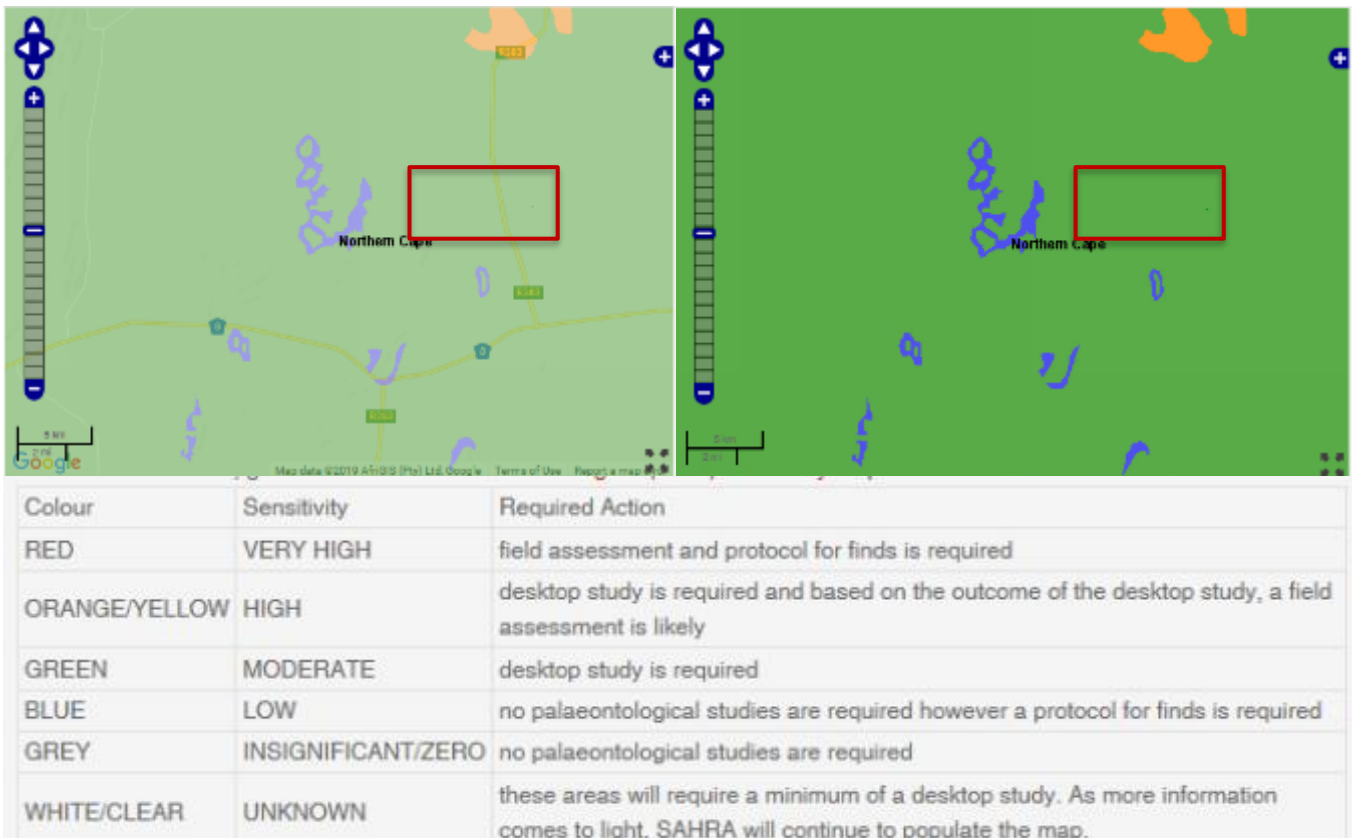 R383
Northern Cape
5 km
2 mi
Google
Map data ©2019 AfriGIS (Pty) Ltd, Google Terms of Use Report a map
Northern Cape
5 km
2 mi
Colour Sensitivity Required Action
RED VERY HIGH field assessment and protocol for finds is required
ORANGE/YELLOW HIGH desktop study is required and based on the outcome of the desktop study, a field
assessment is likely
GREEN MODERATE desktop study is required
BLUE LOW no palaeontological studies are required however a protocol for finds is required
GREY INSIGNIFICANT/ZERO no palaeontological studies are required
WHITE/CLEAR UNKNOWN these areas will require a minimum of a desktop study. As more information
comes to light, SAHRA will continue to populate the map.